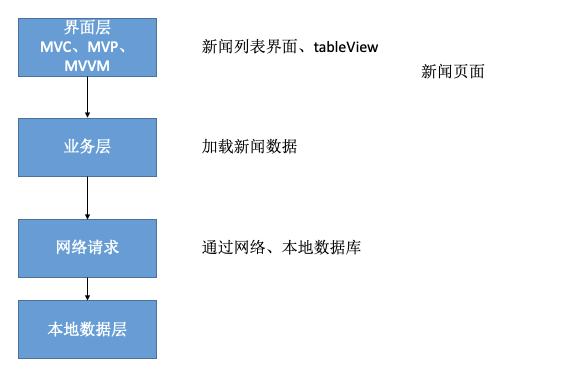 界面层
MVC、MVP、
MVVM
新闻列表界面、tableView
新闻页面
业务层
加载新闻数据
网络请求
通过网络、本地数据库
本地数据层